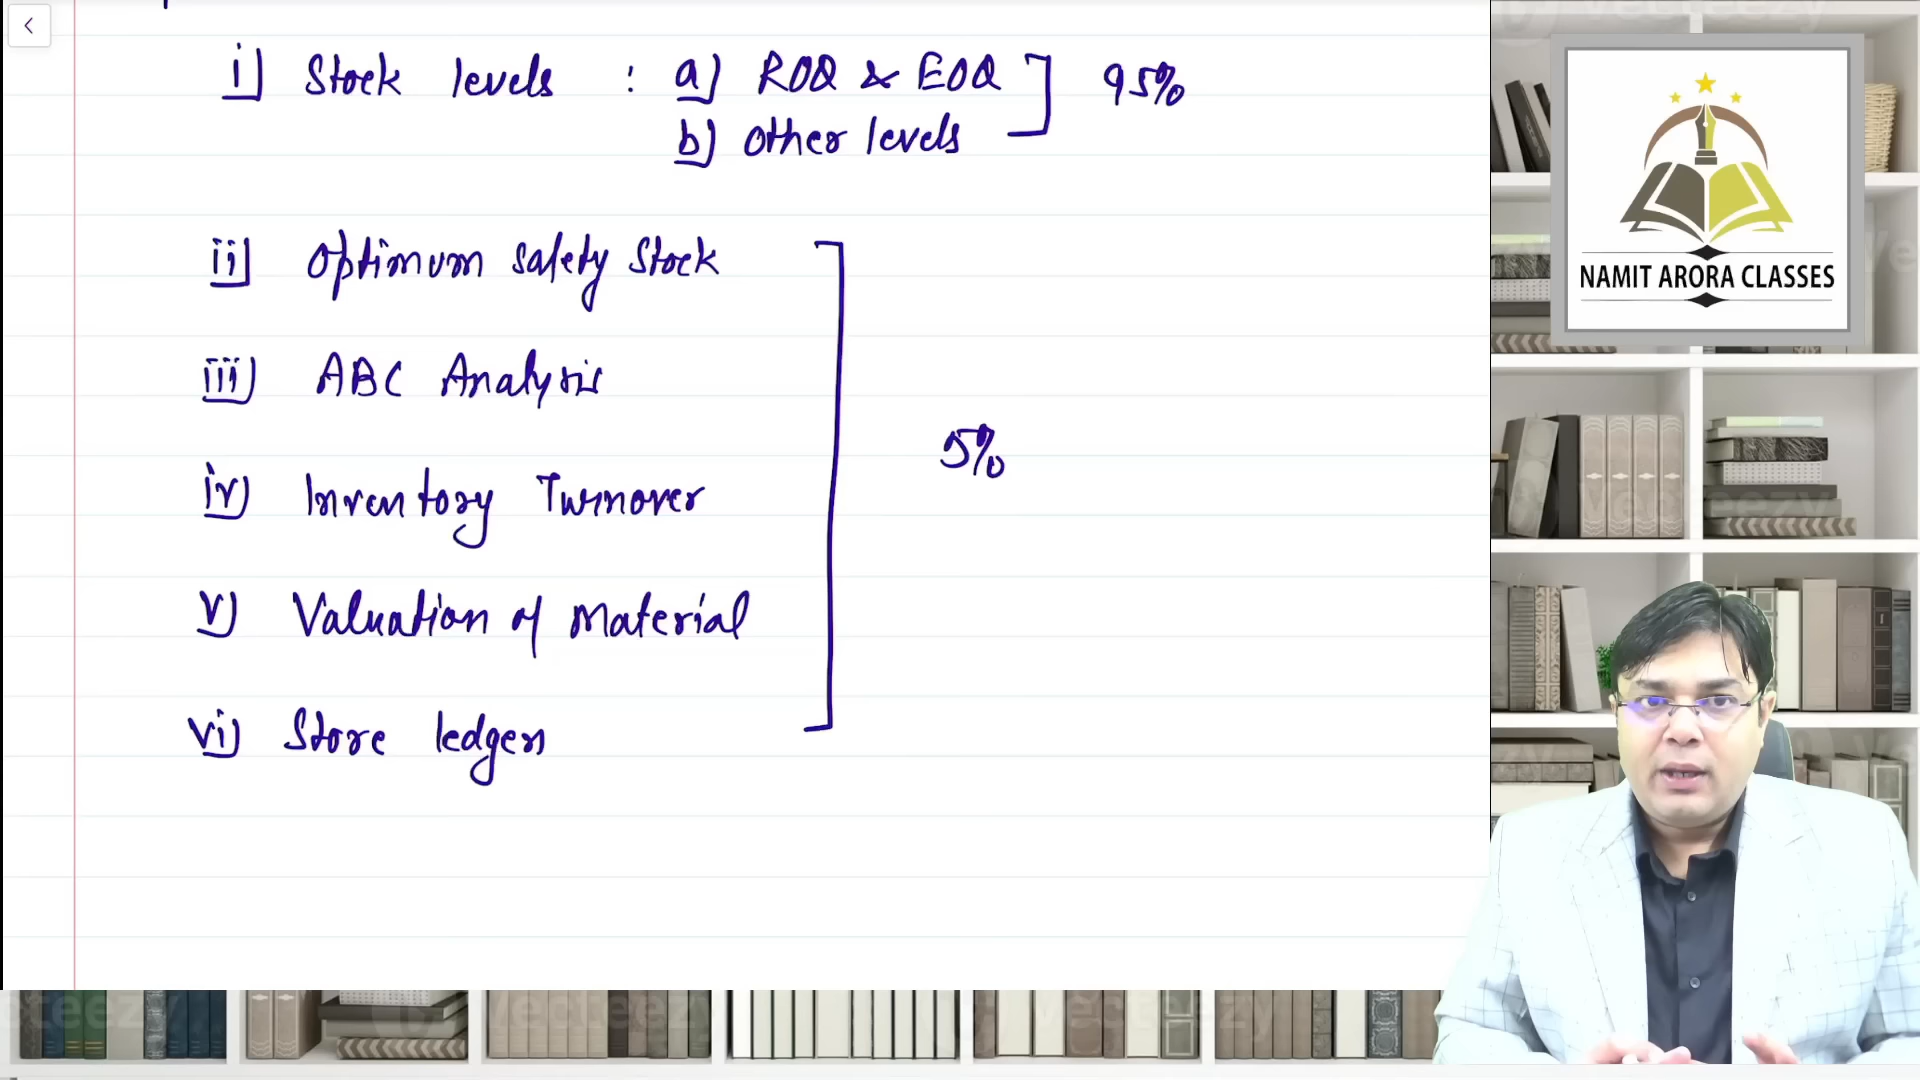 i) Stock levels : a) ROQ & EOQ ] 95%
b) Other levels
ii) Optimum safety stock
iii) ABC Analysis
5%
iv) Inventory Turnover
v) Valuation of Material
vi) Store ledger
NAMIT ARORA CLASSES
vecteezy